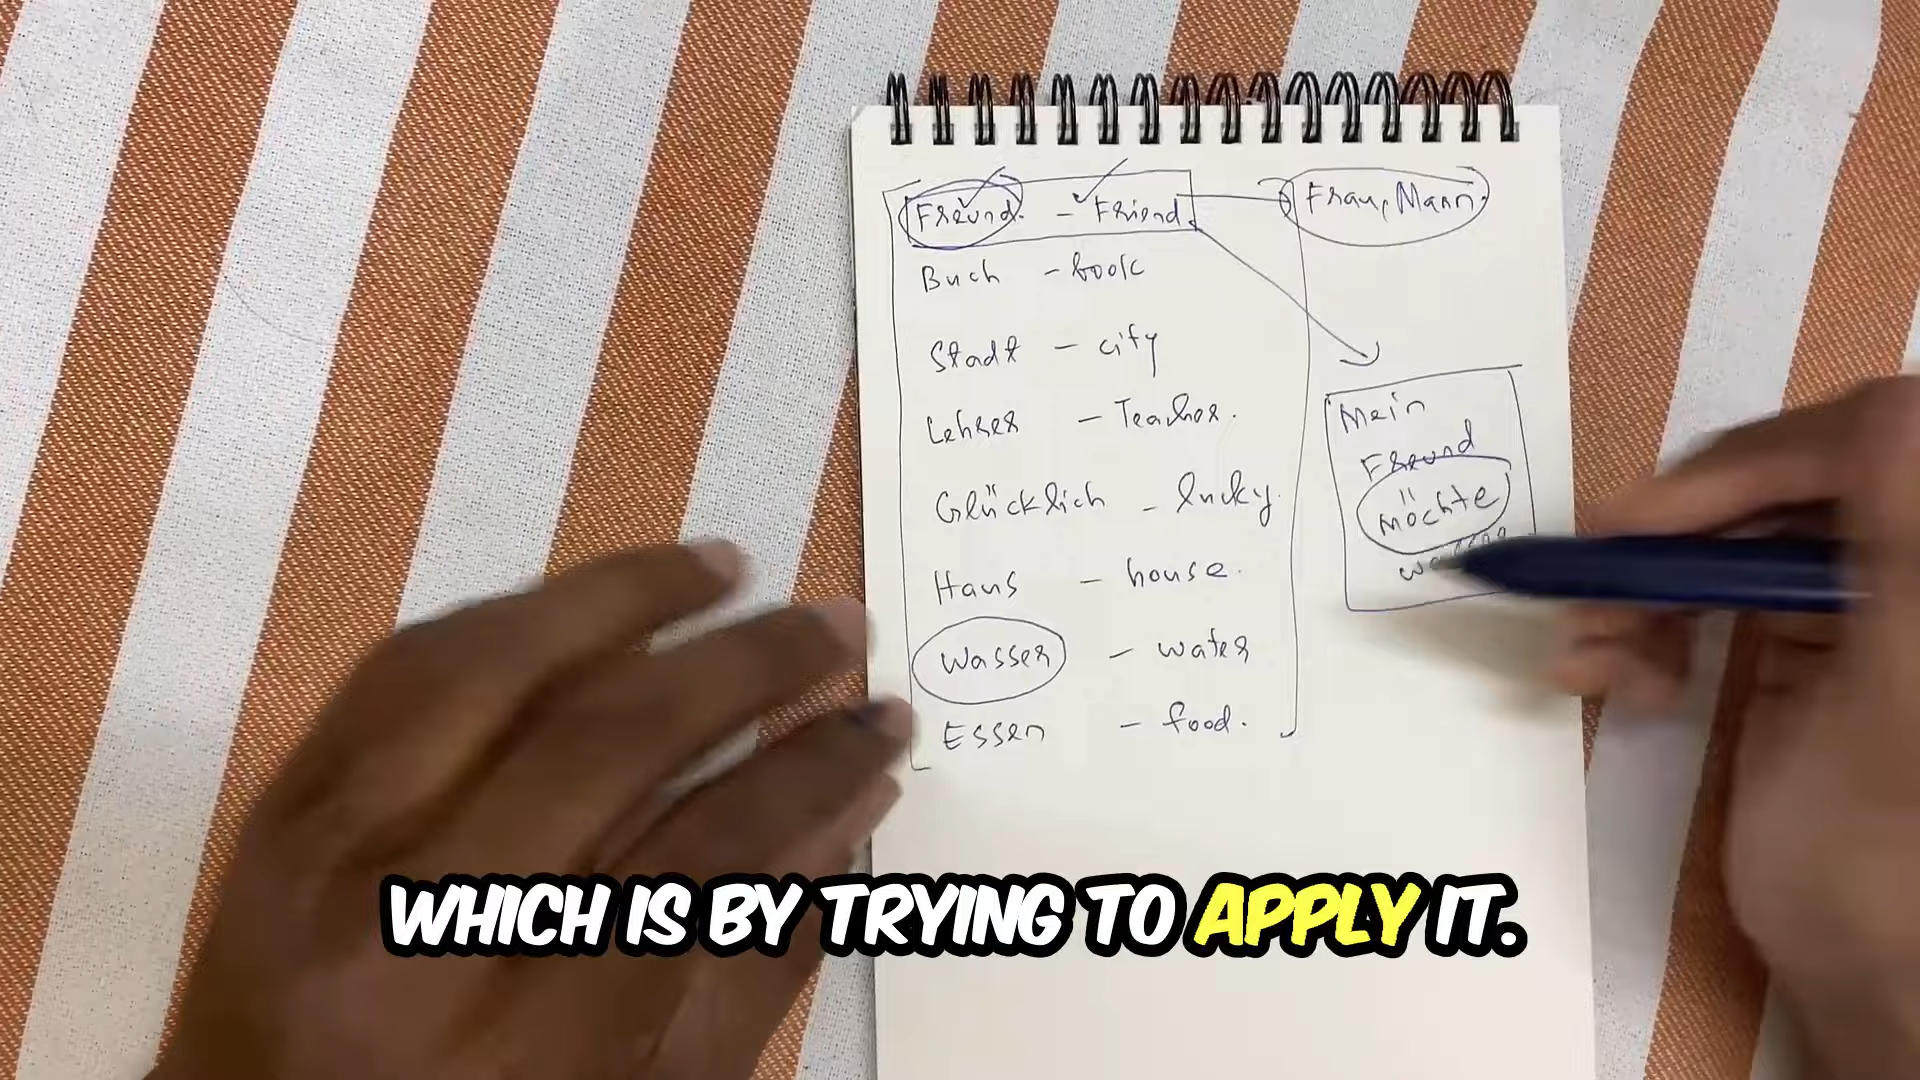 Freund. - Friend.
Frau, Mann.
Buch - book
Stadt - city
Lehrer - Teacher.
Glücklich - lucky.
Haus - house.
Wasser - water
Essen - food.
Mein
Freund
Möchte
WHICH IS BY TRYING TO APPLY IT.